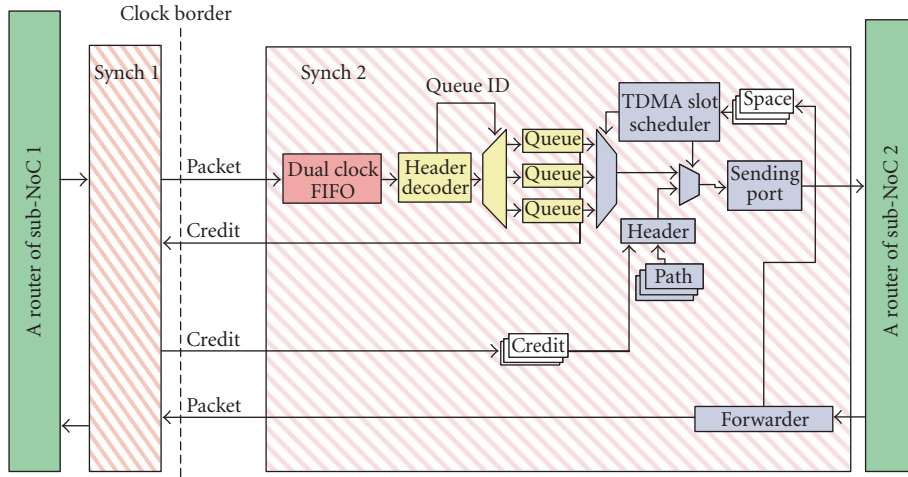 Clock border
Synch 1
Synch 2
A router of sub-NoC 1
Queue ID
TDMA slot
scheduler
Space
Packet
Dual clock
FIFO
Header
decoder
Queue
Queue
Queue
Sending
port
Credit
Header
Path
Credit
Credit
Packet
Forwarder
A router of sub-NoC 2